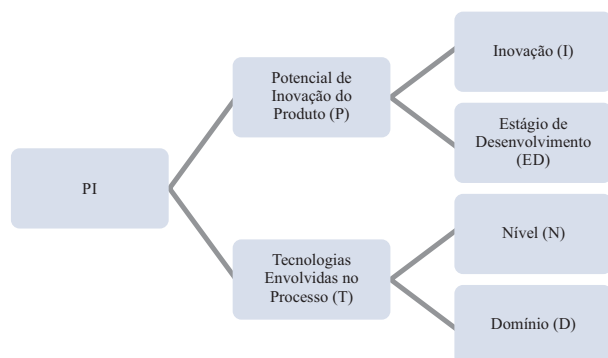 PI
Potencial de
Inovação do
Produto (P)
Inovação (I)
Estágio de
Desenvolvimento
(ED)
Tecnologias
Envolvidas no
Processo (T)
Nível (N)
Domínio (D)